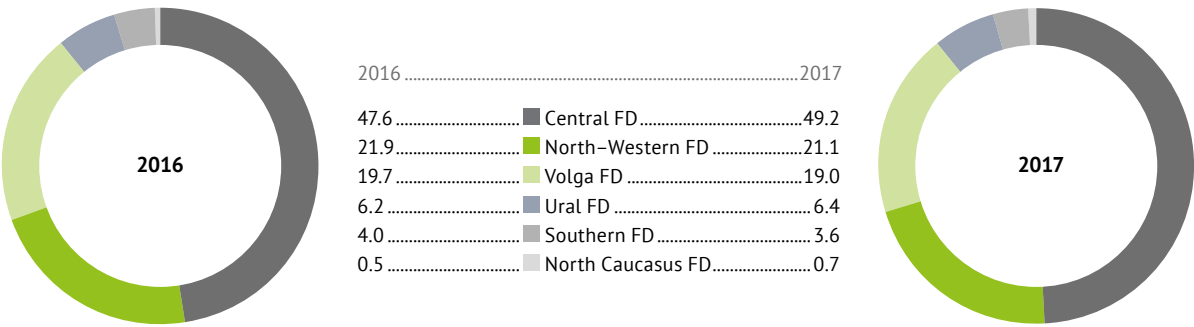 2016
2016 2017
47.6 Central FD 49.2
21.9 North–Western FD 21.1
19.7 Volga FD 19.0
6.2 Ural FD 6.4
4.0 Southern FD 3.6
0.5 North Caucasus FD 0.7
2017